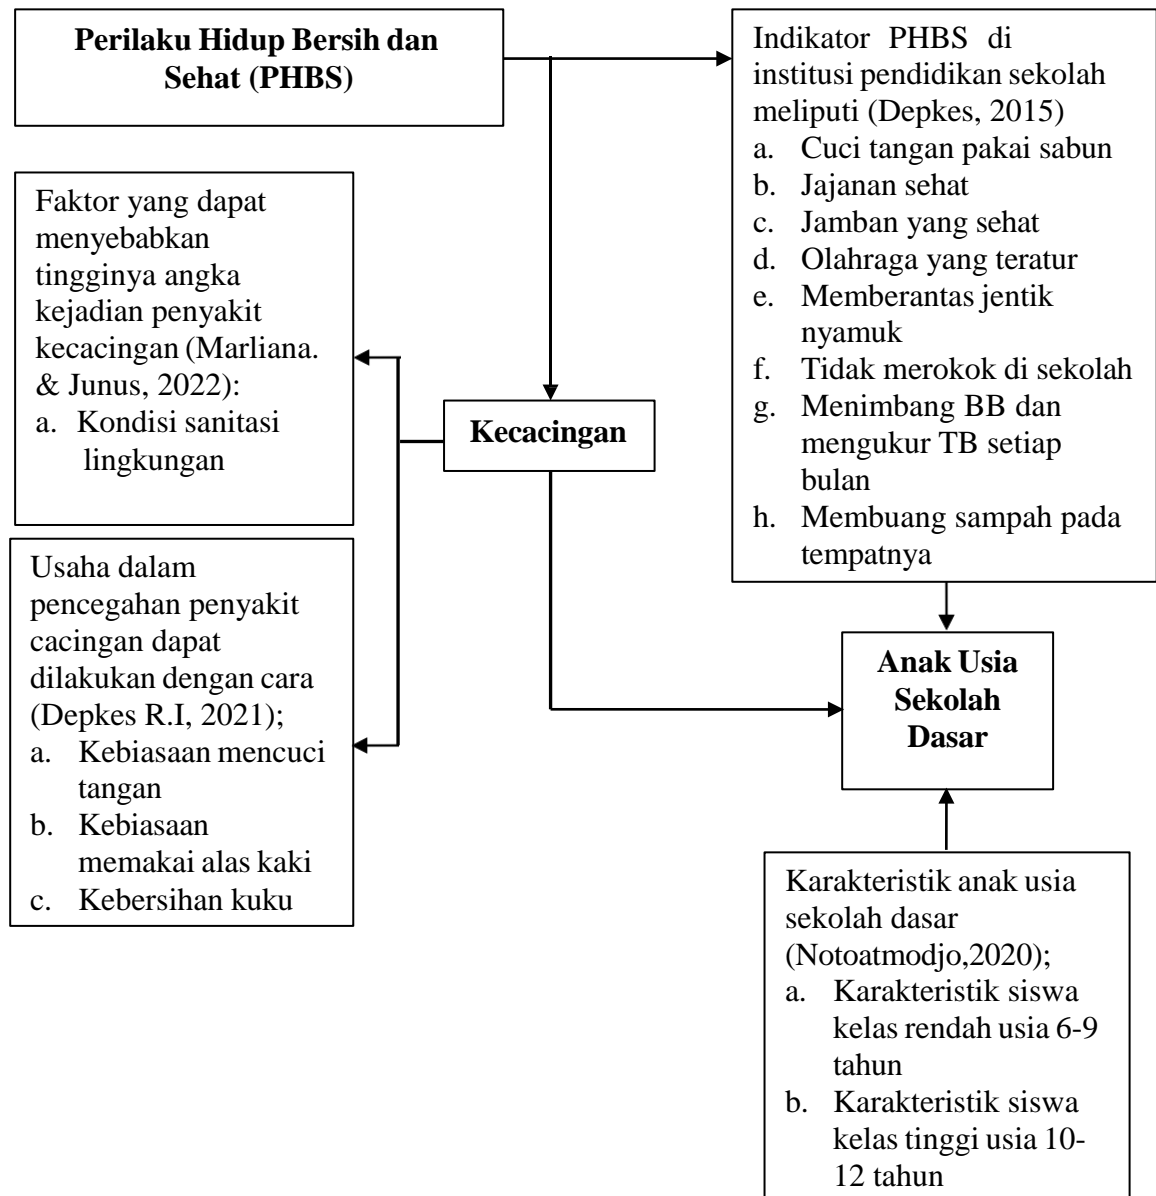 Perilaku Hidup Bersih dan
Sehat (PHBS)
Indikator PHBS di
institusi pendidikan sekolah
meliputi (Depkes, 2015)
a. Cuci tangan pakai sabun
b. Jajanan sehat
c. Jamban yang sehat
d. Olahraga yang teratur
e. Memberantas jentik
nyamuk
f. Tidak merokok di sekolah
g. Menimbang BB dan
mengukur TB setiap
bulan
h. Membuang sampah pada
tempatnya
Faktor yang dapat
menyebabkan
tingginya angka
kejadian penyakit
kecacingan (Marliana.
& Junus, 2022):
a. Kondisi sanitasi
lingkungan
Kecacingan
Usaha dalam
pencegahan penyakit
cacingan dapat
dilakukan dengan cara
(Depkes R.I, 2021);
a. Kebiasaan mencuci
tangan
b. Kebiasaan
memakai alas kaki
c. Kebersihan kuku
Anak Usia
Sekolah
Dasar
Karakteristik anak usia
sekolah dasar
(Notoatmodjo,2020);
a. Karakteristik siswa
kelas rendah usia 6-9
tahun
b. Karakteristik siswa
kelas tinggi usia 10-
12 tahun